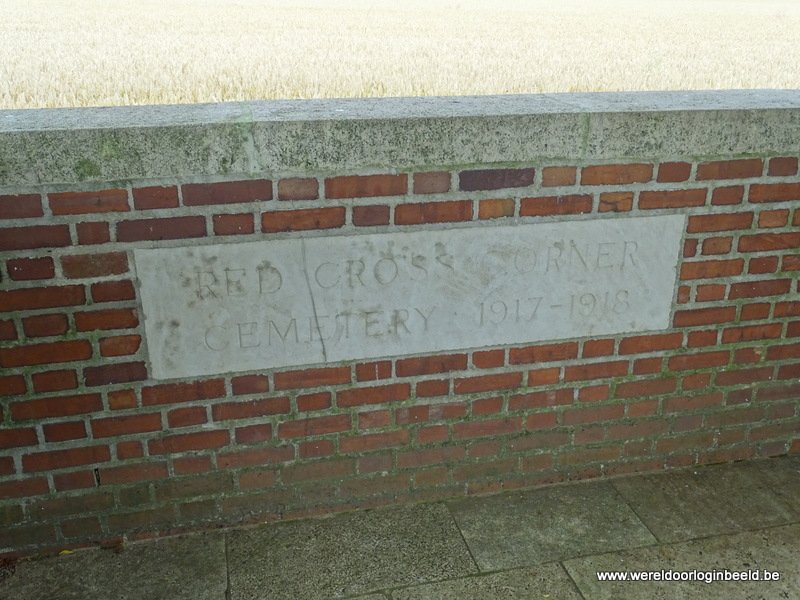 RED CROSS CORNER
CEMETERY · 1917-1918
www.wereldoorloginbeeld.be